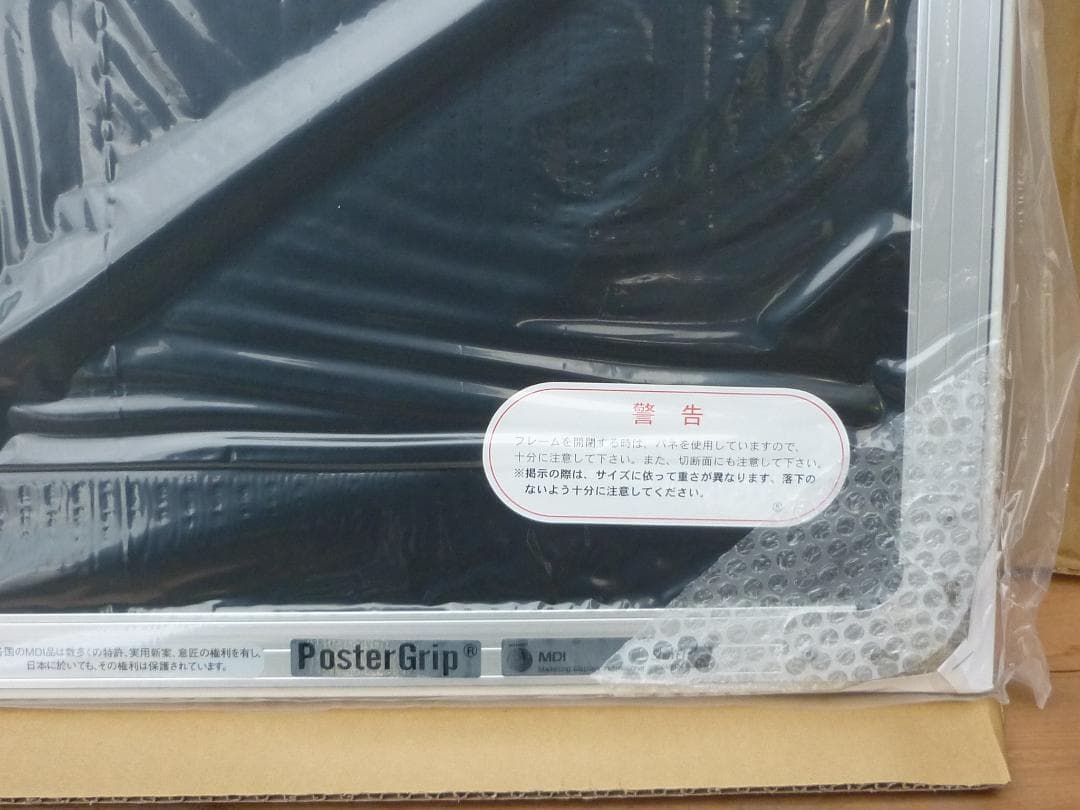 警告
フレームを開閉する時は、バネを使用していますので、
十分に注意して下さい。また、切断面にも注意して下さい。
※掲示の際は、サイズに依って重さが異なります、落下の
ないよう十分に注意してください。
®
各国のMDI品は数多くの特許、実用新案、意匠の権利を有し、
日本に於いても、その権利は保護されています。
PosterGrip®
MDI
Marketing Displays